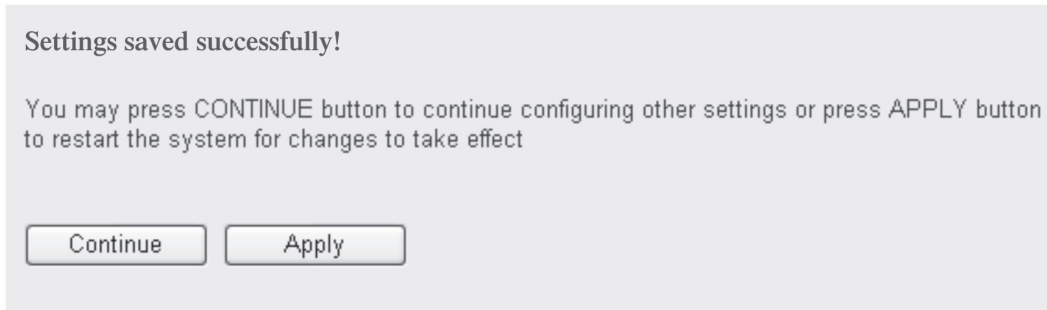 Settings saved successfully!
You may press CONTINUE button to continue configuring other settings or press APPLY button
to restart the system for changes to take effect
Continue
Apply